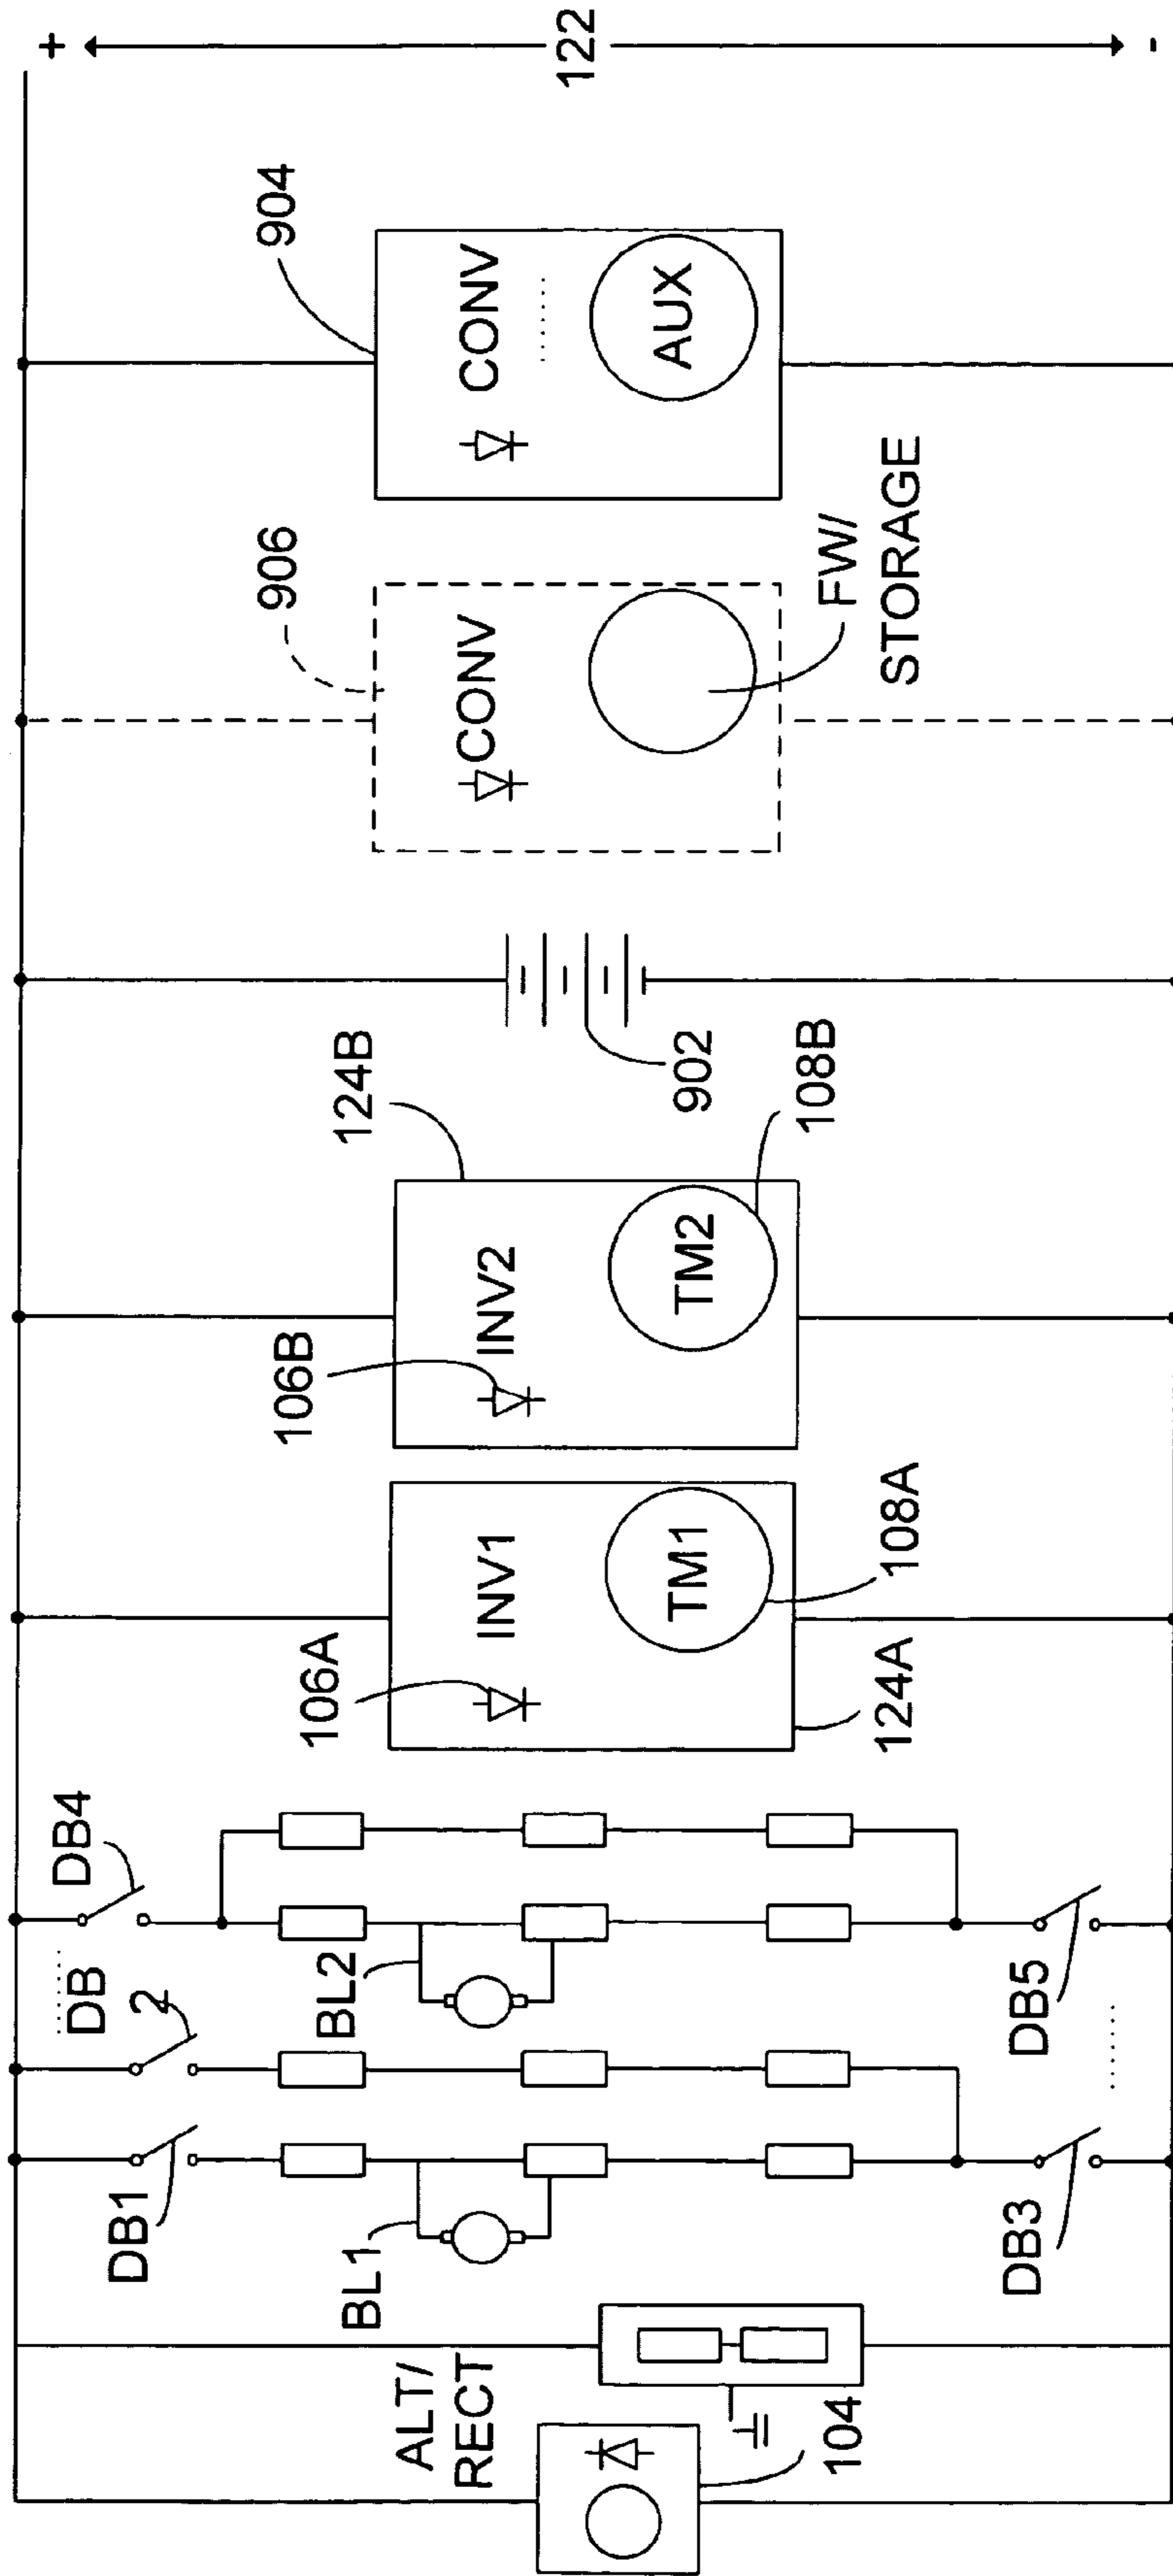 ALT/
RECT
104
BL1
DB1
DB3
DB
2
BL2
DB4
DB5
106A
INV1
TM1
108A
124A
106B
INV2
TM2
108B
124B
902
906
CONV
FW/
STORAGE
904
CONV
AUX
+
122
-